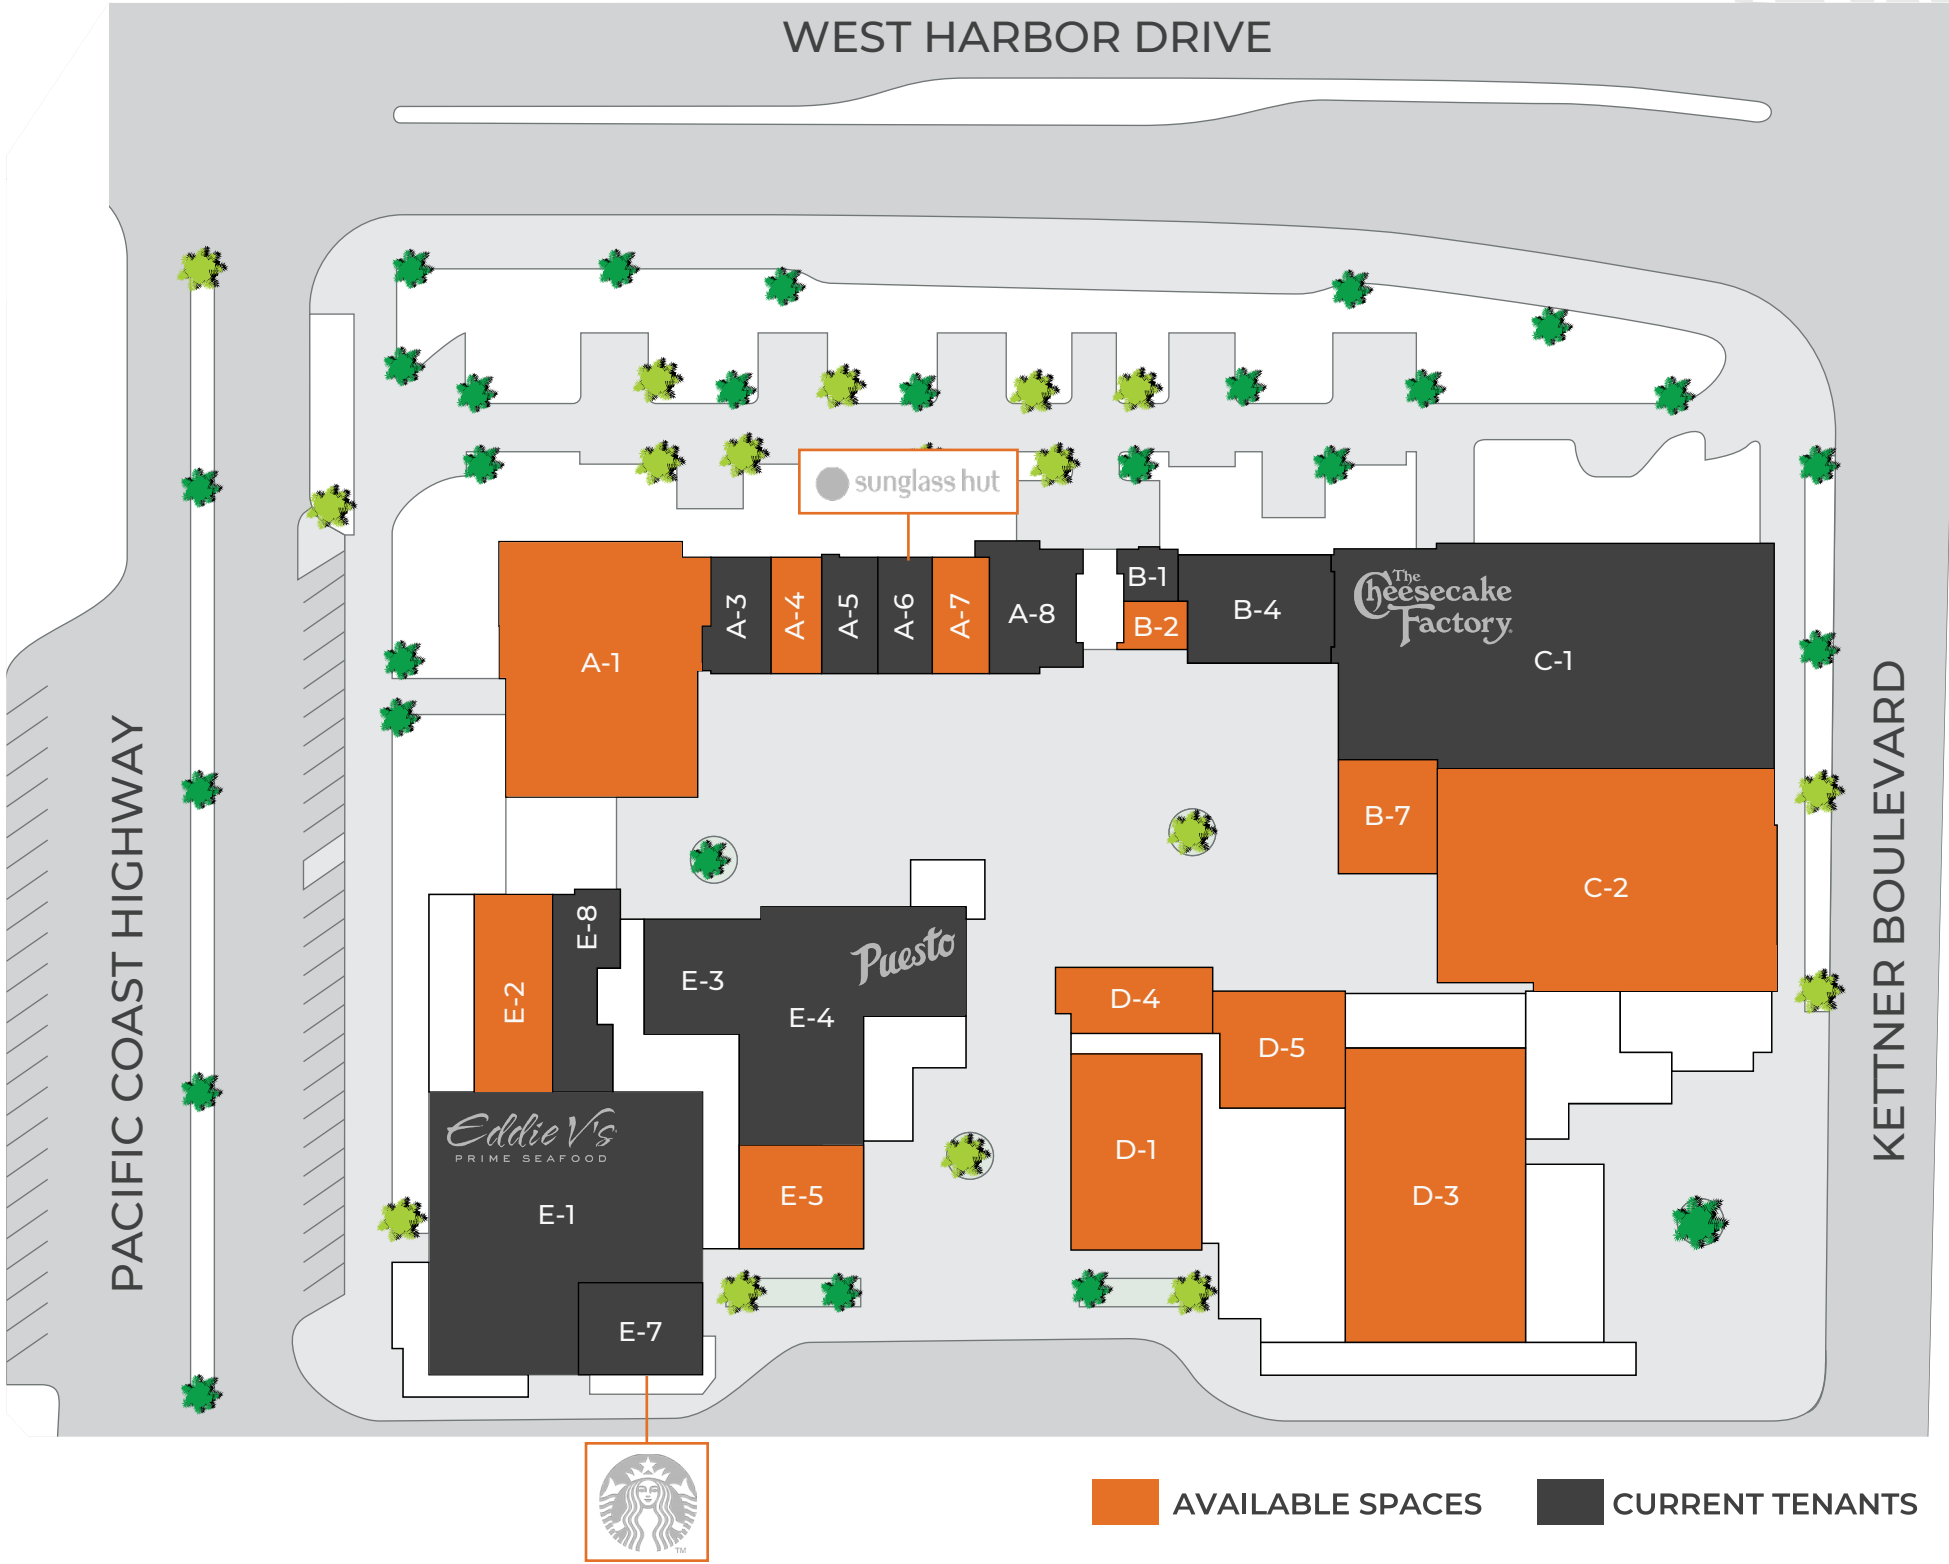 WEST HARBOR DRIVE
PACIFIC COAST HIGHWAY
KETTNER BOULEVARD
sunglass hut
A-1
A-3
A-4
A-5
A-6
A-7
A-8
B-1
B-2
B-4
The
Cheesecake
Factory
C-1
B-7
C-2
E-2
E-8
E-3
Puesto
E-4
D-4
D-5
D-1
D-3
Eddie V's
PRIME SEAFOOD
E-1
E-5
E-7
TM
AVAILABLE SPACES
CURRENT TENANTS